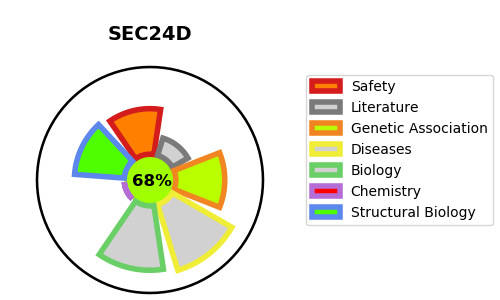 SEC24D
68%
Safety
Literature
Genetic Association
Diseases
Biology
Chemistry
Structural Biology